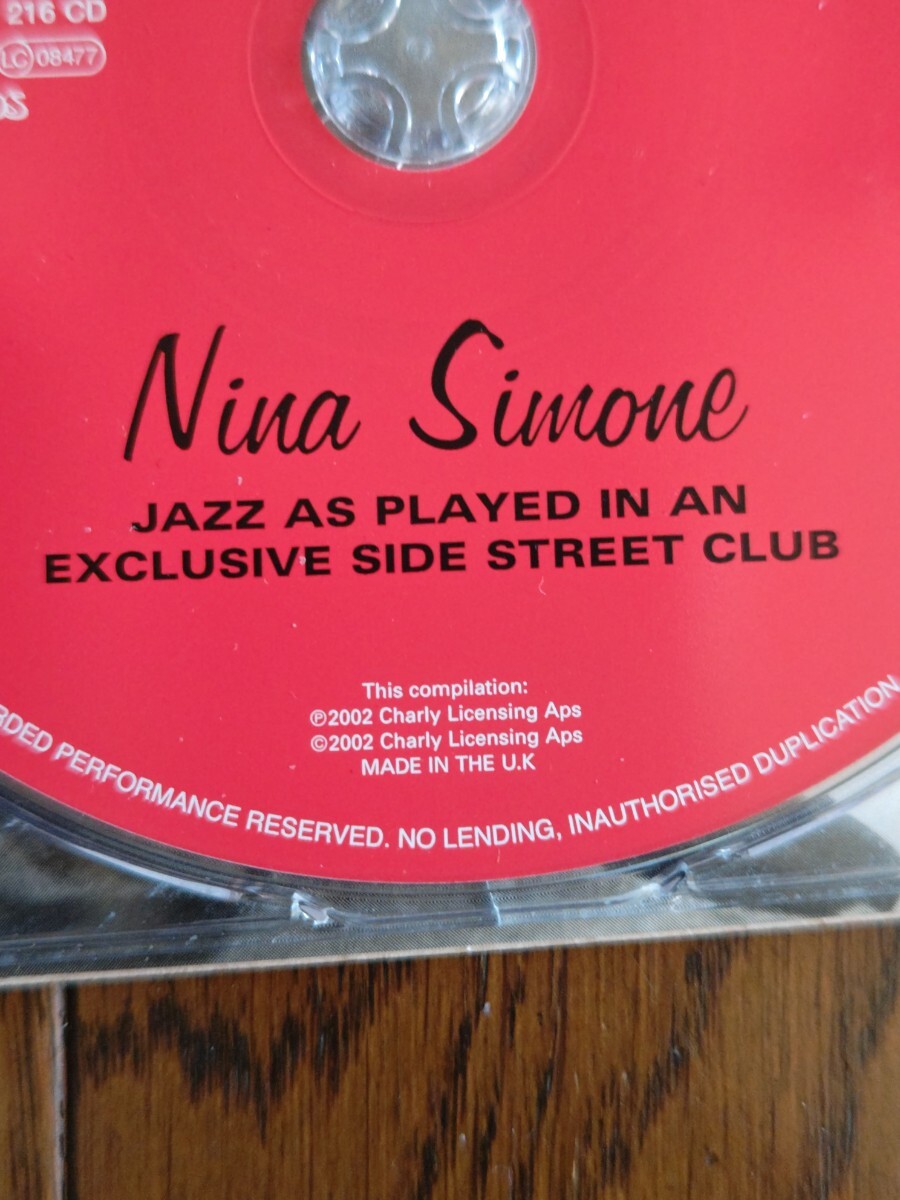 216 CD
LC 08477
Nina Simone
JAZZ AS PLAYED IN AN
EXCLUSIVE SIDE STREET CLUB
This compilation:
℗2002 Charly Licensing Aps
©2002 Charly Licensing Aps
MADE IN THE U.K
RDED PERFORMANCE RESERVED. NO LENDING, INAUTHORISED DUPLICATION